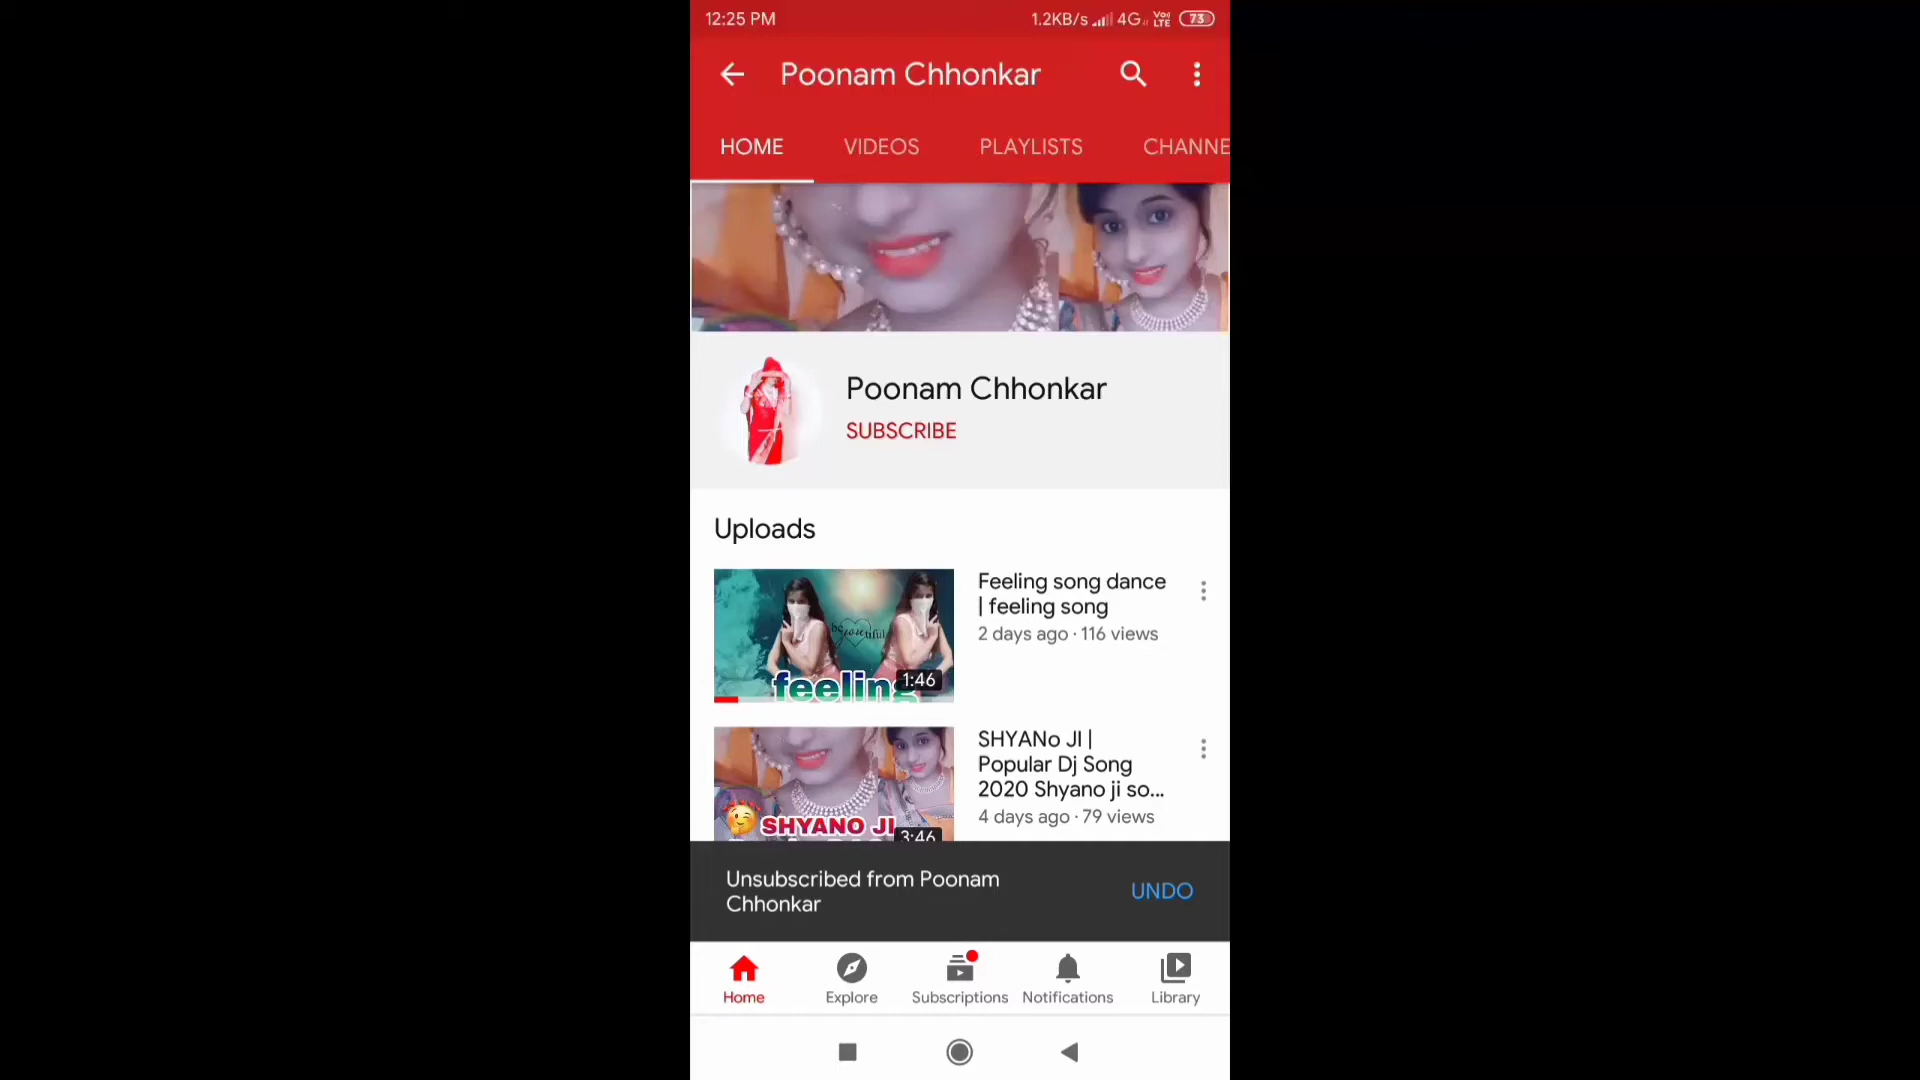 12:25 PM
1.2KB/s 4G Vo LTE 73
Poonam Chhonkar
HOME VIDEOS PLAYLISTS CHANNE
Poonam Chhonkar
SUBSCRIBE
Uploads
Feeling song dance
| feeling song
2 days ago · 116 views
feeling
1:46
SHYANo JI |
Popular Dj Song
2020 Shyano ji so...
4 days ago · 79 views
SHYANO JI
3:46
Unsubscribed from Poonam
Chhonkar
UNDO
Home Explore Subscriptions Notifications Library